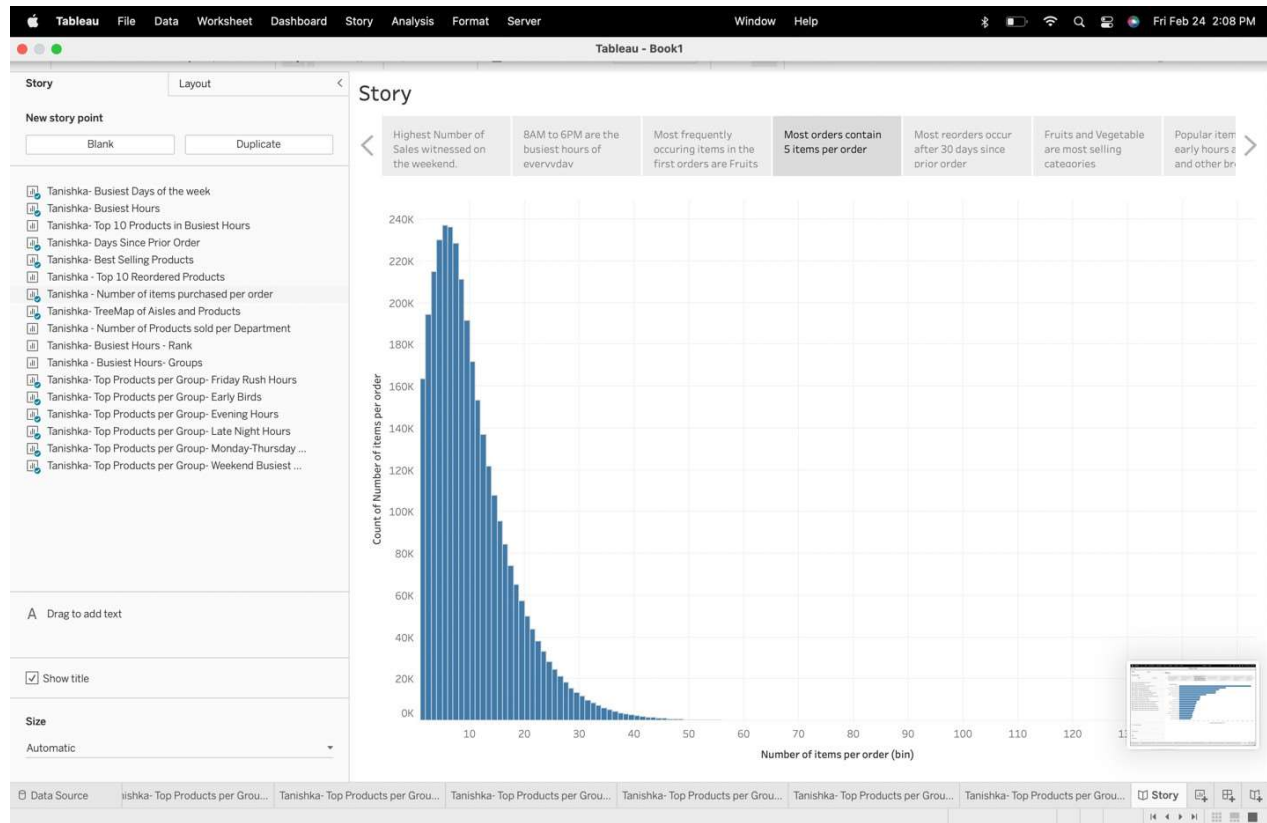 Tableau File Data Worksheet Dashboard Story Analysis Format Server Window Help Fri Feb 24 2:08 PM
Tableau - Book1
Story Layout
New story point
Blank Duplicate
Tanishka- Busiest Days of the week
Tanishka- Busiest Hours
Tanishka- Top 10 Products in Busiest Hours
Tanishka- Days Since Prior Order
Tanishka- Best Selling Products
Tanishka - Top 10 Reordered Products
Tanishka - Number of items purchased per order
Tanishka- TreeMap of Aisles and Products
Tanishka - Number of Products sold per Department
Tanishka- Busiest Hours - Rank
Tanishka - Busiest Hours- Groups
Tanishka- Top Products per Group- Friday Rush Hours
Tanishka- Top Products per Group- Early Birds
Tanishka- Top Products per Group- Evening Hours
Tanishka- Top Products per Group- Late Night Hours
Tanishka- Top Products per Group- Monday-Thursday ...
Tanishka- Top Products per Group- Weekend Busiest ...
A Drag to add text
Show title
Size
Automatic
Story
Highest Number of
Sales witnessed on
the weekend.
8AM to 6PM are the
busiest hours of
everyday
Most frequently
occuring items in the
first orders are Fruits
Most orders contain
5 items per order
Most reorders occur
after 30 days since
prior order
Fruits and Vegetable
are most selling
categories
Popular item
early hours a
and other br
240K
220K
200K
180K
160K
140K
120K
100K
80K
60K
40K
20K
0K
Count of Number of items per order
10 20 30 40 50 60 70 80 90 100 110 120
Number of items per order (bin)
Data Source ishka- Top Products per Grou... Tanishka- Top Products per Grou... Tanishka- Top Products per Grou... Tanishka- Top Products per Grou... Tanishka- Top Products per Grou... Tanishka- Top Products per Grou... Story